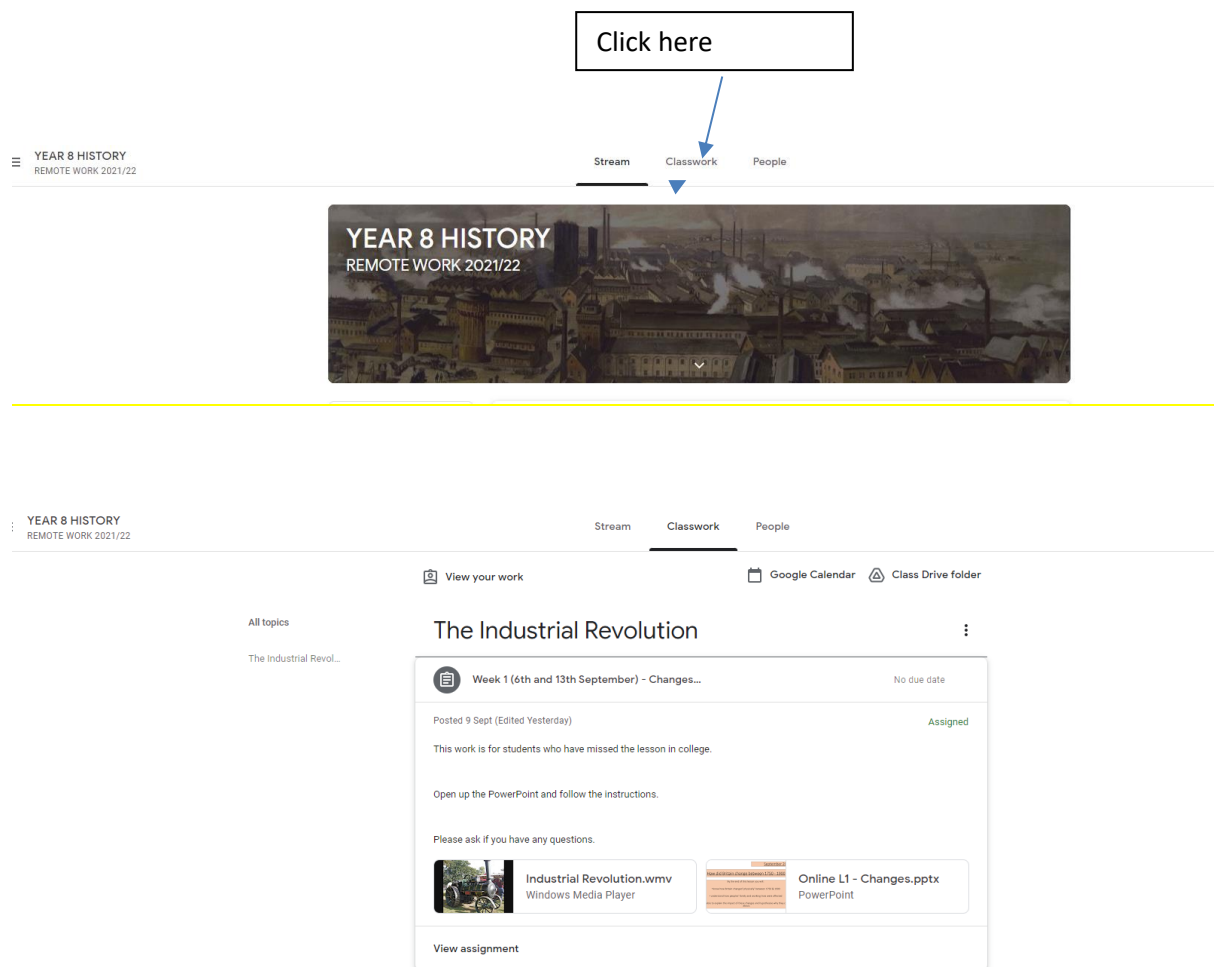 Click here
YEAR 8 HISTORY
REMOTE WORK 2021/22
Stream Classwork People
YEAR 8 HISTORY
REMOTE WORK 2021/22
YEAR 8 HISTORY
REMOTE WORK 2021/22
Stream Classwork People
View your work
Google Calendar Class Drive folder
All topics
The Industrial Revol...
The Industrial Revolution
Week 1 (6th and 13th September) - Changes...
No due date
Posted 9 Sept (Edited Yesterday)
Assigned
This work is for students who have missed the lesson in college.
Open up the PowerPoint and follow the instructions.
Please ask if you have any questions.
Industrial Revolution.wmv
Windows Media Player
Online L1 - Changes.pptx
PowerPoint
View assignment